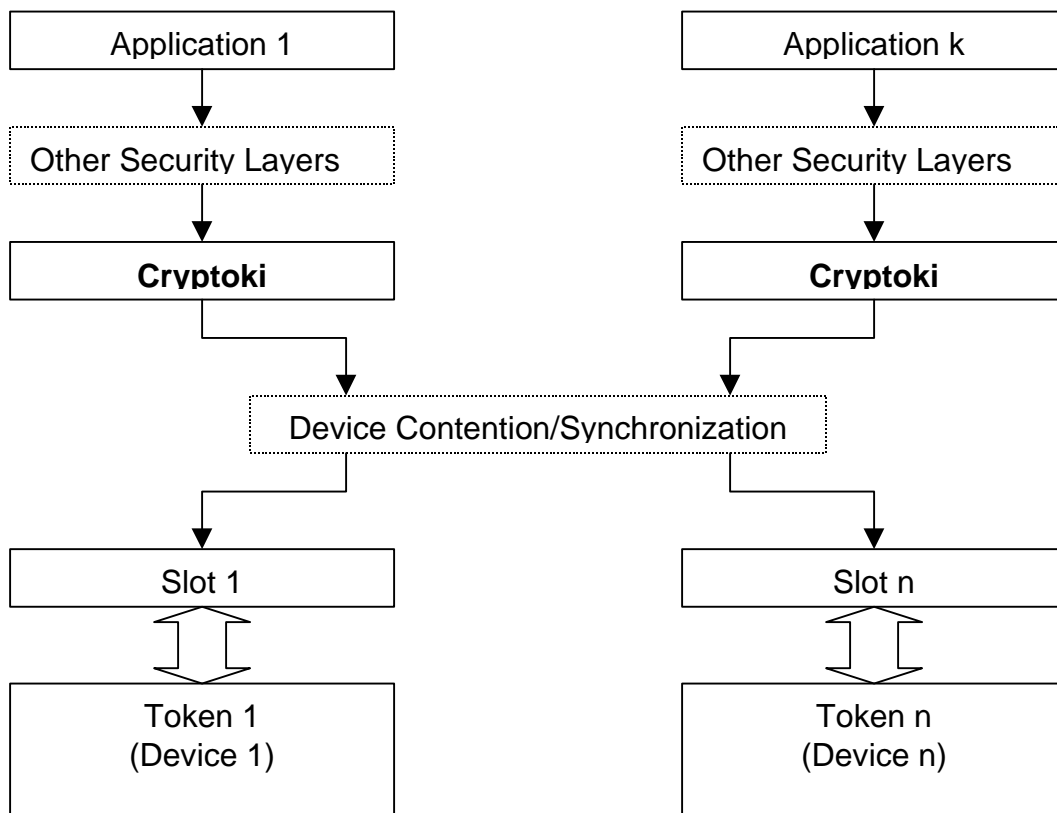 Application 1
Application k
Other Security Layers
Other Security Layers
Cryptoki
Cryptoki
Device Contention/Synchronization
Slot 1
Slot n
Token 1
(Device 1)
Token n
(Device n)